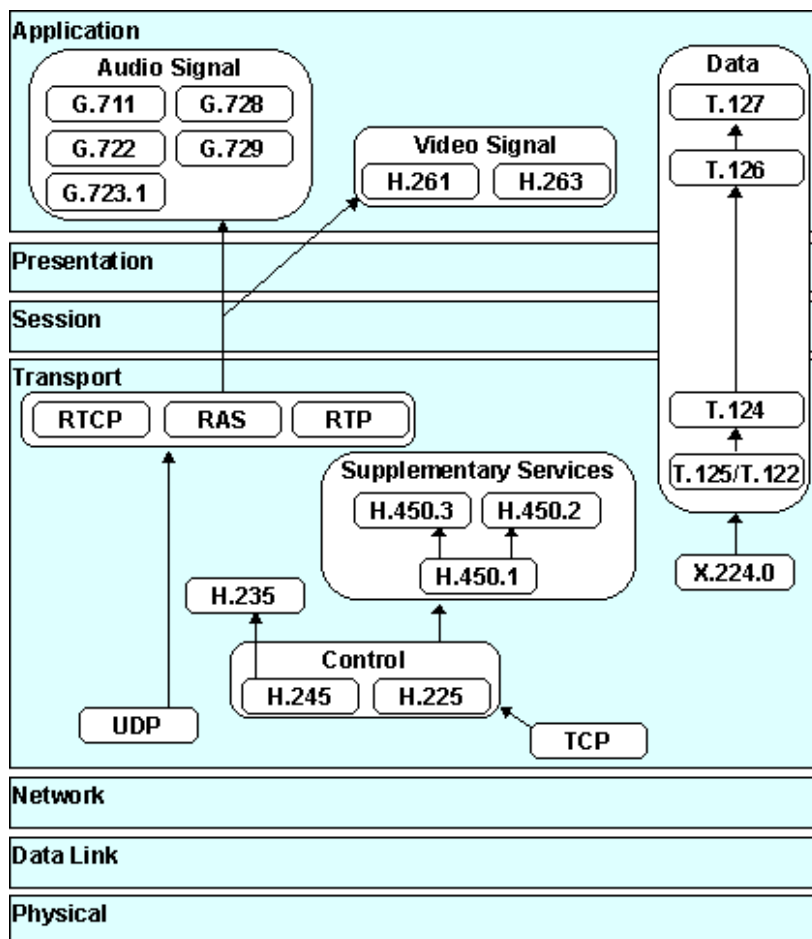 Application
Audio Signal
G.711
G.728
G.722
G.729
G.723.1
Video Signal
H.261
H.263
Data
T.127
T.126
Presentation
Session
Transport
RTCP
RAS
RTP
T.124
T.125/T.122
Supplementary Services
H.450.3
H.450.2
H.450.1
X.224.0
H.235
Control
H.245
H.225
UDP
TCP
Network
Data Link
Physical